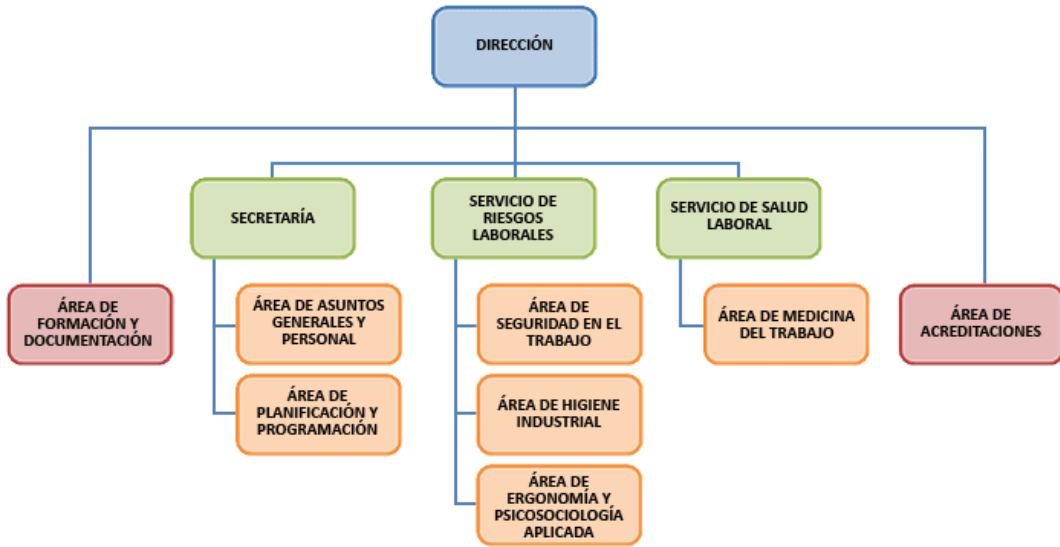 DIRECCIÓN
SECRETARÍA
SERVICIO DE
RIESGOS
LABORALES
SERVICIO DE SALUD
LABORAL
ÁREA DE
FORMACIÓN Y
DOCUMENTACIÓN
ÁREA DE ASUNTOS
GENERALES Y
PERSONAL
ÁREA DE
SEGURIDAD EN EL
TRABAJO
ÁREA DE MEDICINA
DEL TRABAJO
ÁREA DE
ACREDITACIONES
ÁREA DE
PLANIFICACIÓN Y
PROGRAMACIÓN
ÁREA DE HIGIENE
INDUSTRIAL
ÁREA DE
ERGONOMÍA Y
PSICOSOCIOLOGÍA
APLICADA